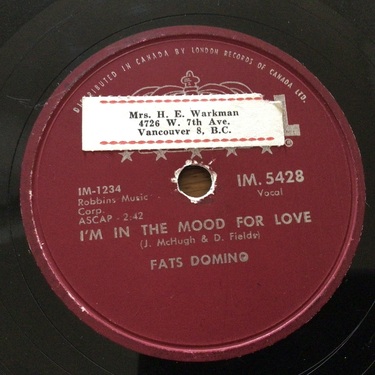 DISTRIBUTED IN CANADA BY LONDON RECORDS OF CANADA LTD.
Mrs. H. E. Warkman
4726 W. 7th Ave.
Vancouver 8, B.C.
IM-1234
Robbins Music
Corp.
ASCAP - 2:42
IM. 5428
Vocal
I'M IN THE MOOD FOR LOVE
(J. McHugh & D. Fields)
FATS DOMINO